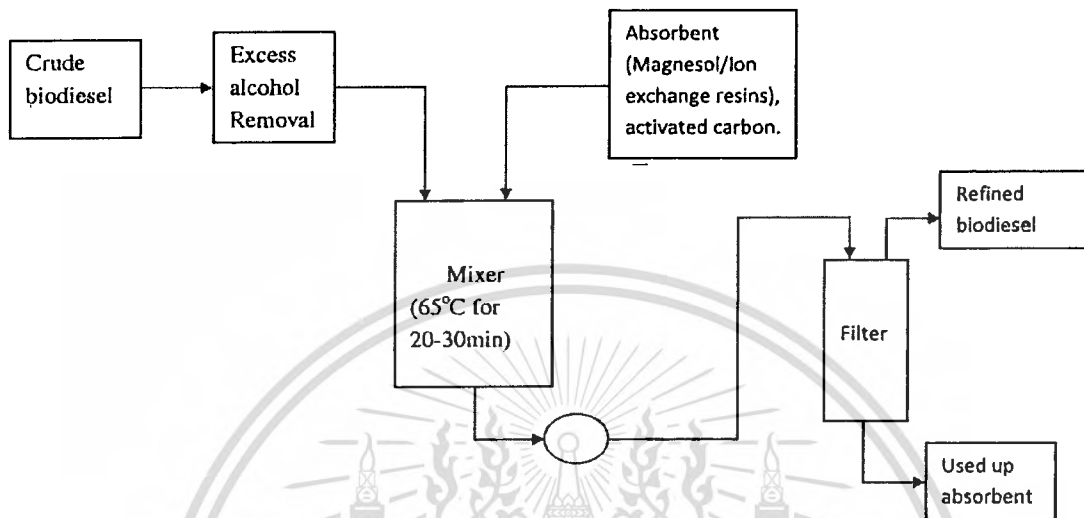 Crude
biodiesel
Excess
alcohol
Removal
Absorbent
(Magnesol/Ion
exchange resins),
activated carbon.
Mixer
(65°C for
20-30min)
Refined
biodiesel
Filter
Used up
absorbent